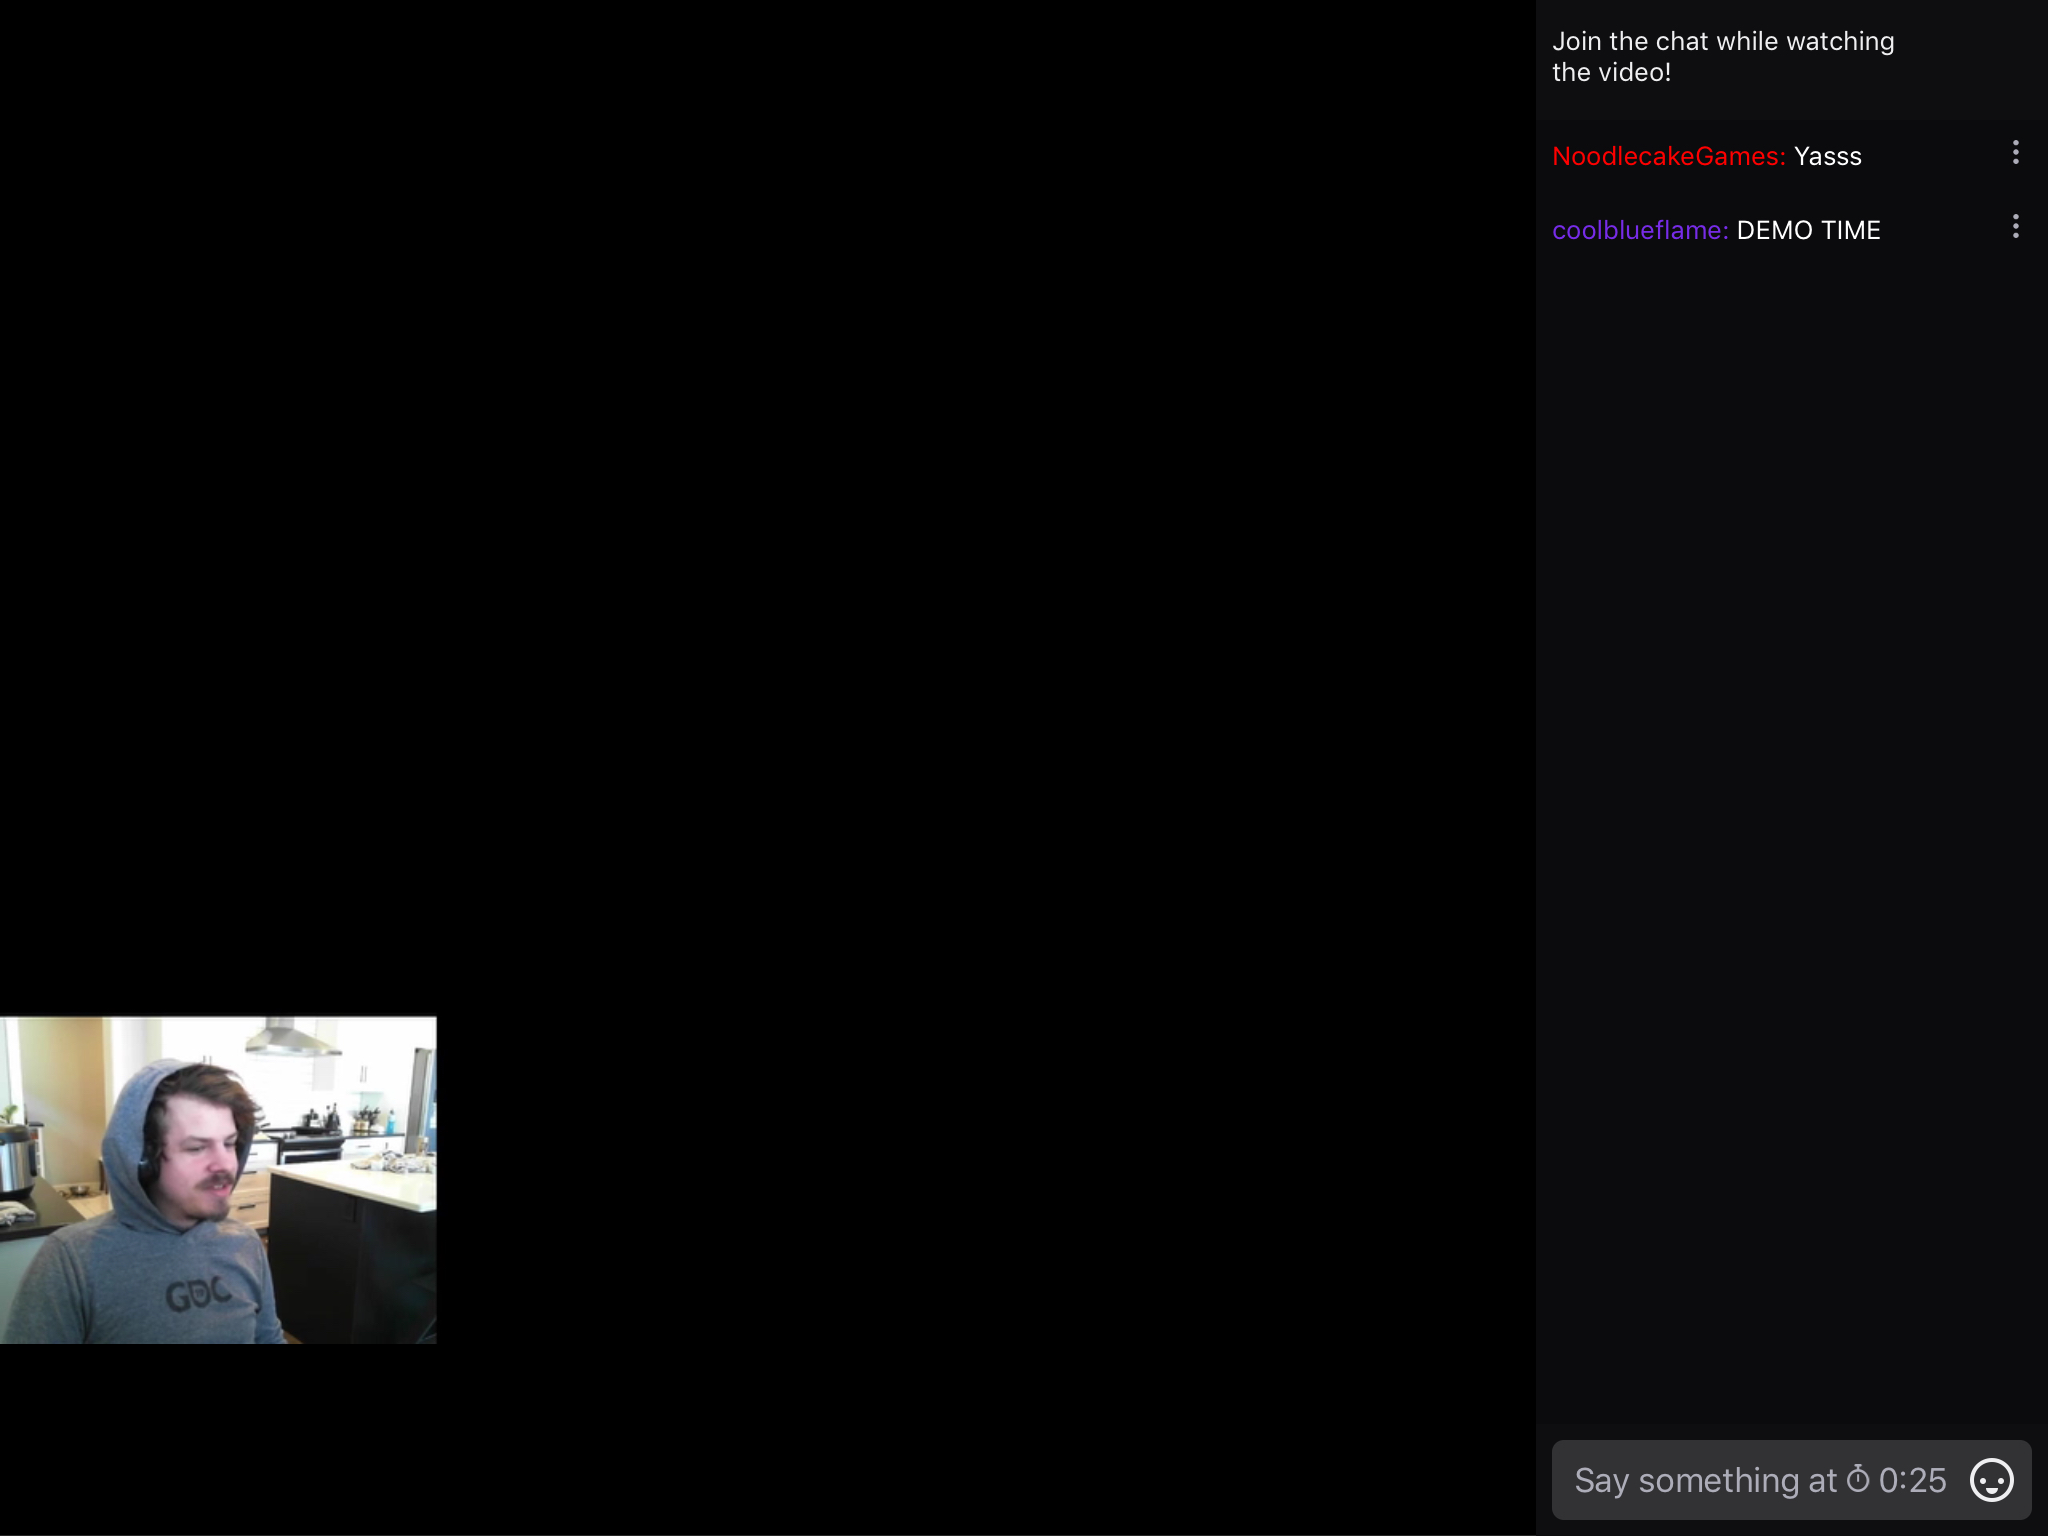 Join the chat while watching
the video!
NoodlecakeGames: Yasss
coolblueflame: DEMO TIME
GDC
Say something at 0:25